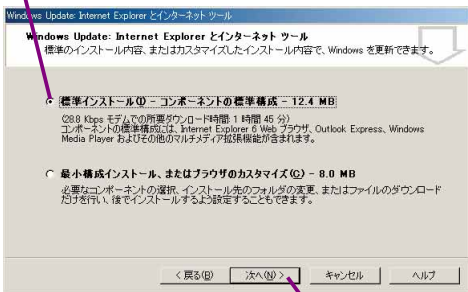 Windows Update: Internet Explorer とインターネット ツール
Windows Update: Internet Explorer とインターネット ツール
標準のインストール内容、またはカスタマイズしたインストール内容で、Windows を更新できます。
標準インストール(I) - コンポーネントの標準構成 - 12.4 MB
(28.8 Kbps モデムでの所要ダウンロード時間: 1 時間 45 分)
コンポーネントの標準構成には、Internet Explorer 6 Web ブラウザ、Outlook Express、Windows
Media Player およびその他のマルチメディア拡張機能が含まれます。
最小構成インストール、またはブラウザのカスタマイズ(C) - 8.0 MB
必要なコンポーネントの選択、インストール先のフォルダの変更、またはファイルのダウンロード
だけを行い、後でインストールするよう設定することもできます。
< 戻る(B) 次へ(N) > キャンセル ヘルプ